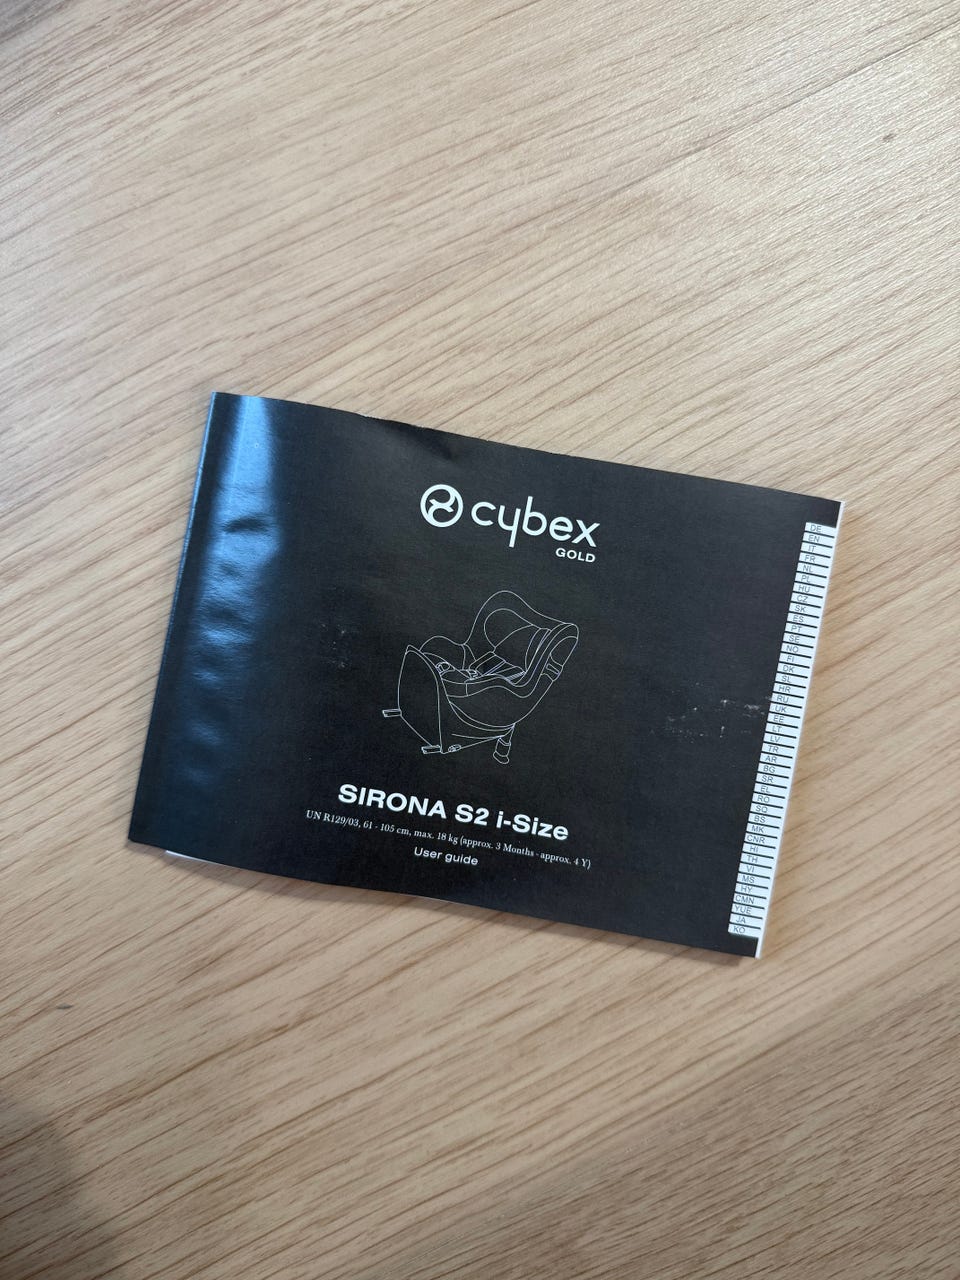 cybex
GOLD
SIRONA S2 i-Size
UN R129/03, 61 - 105 cm, max. 18 kg (approx. 3 Months - approx. 4 Y)
User guide
DE
EN
IT
FR
NL
PL
HU
CZ
SK
ES
PT
SE
NO
FI
DK
SL
HR
RU
UK
EE
LT
LV
TR
AR
BG
SR
EL
RO
SQ
BS
MK
CNR
HI
TH
VI
MS
HY
CMN
YUE
JA
KO